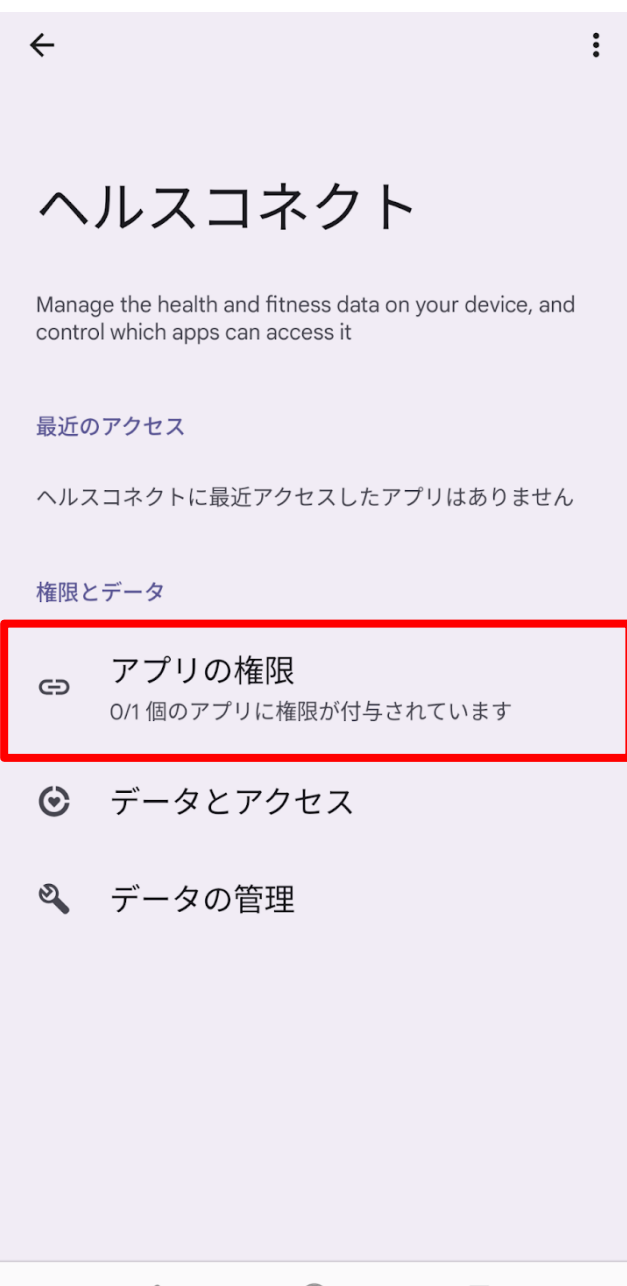 ヘルスコネクト
Manage the health and fitness data on your device, and
control which apps can access it
最近のアクセス
ヘルスコネクトに最近アクセスしたアプリはありません
権限とデータ
アプリの権限
0/1 個のアプリに権限が付与されています
データとアクセス
データの管理